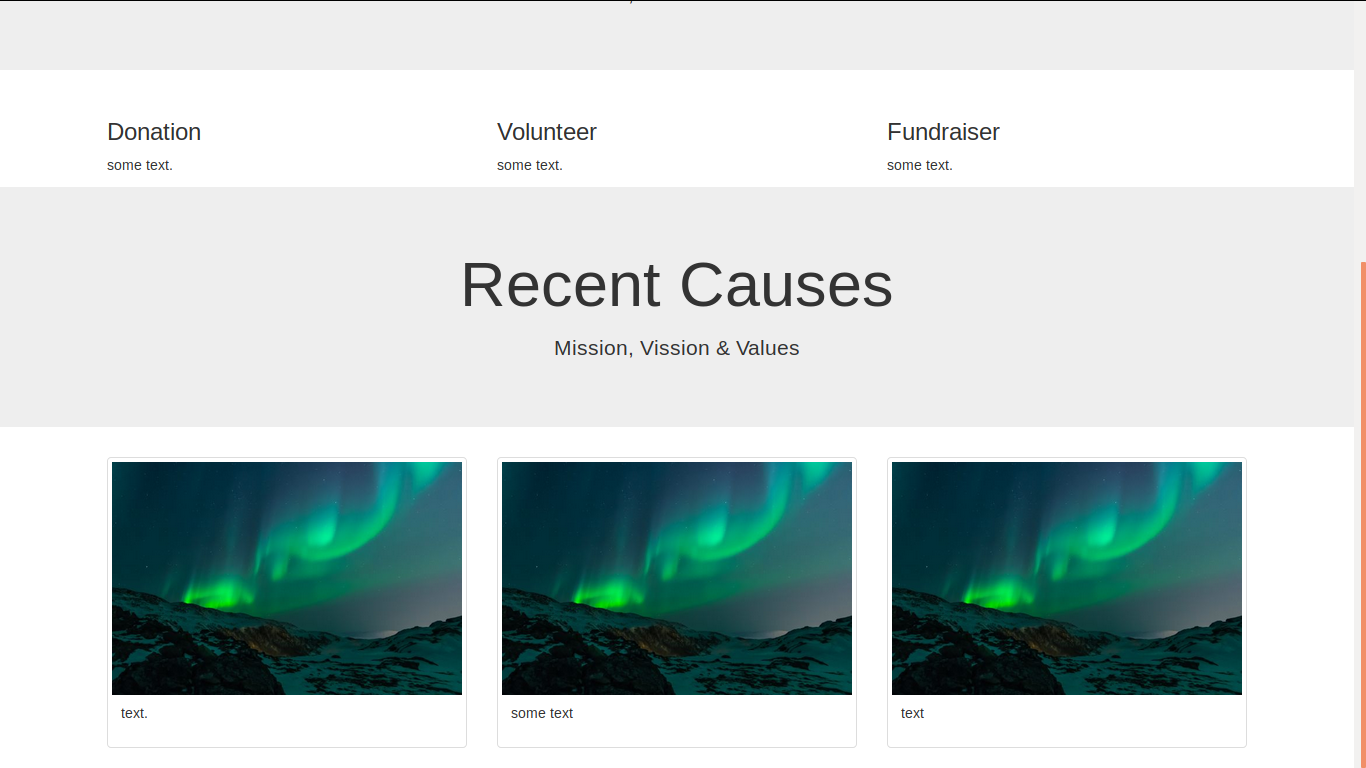 Donation
Volunteer
Fundraiser
some text.
some text.
some text.
Recent Causes
Mission, Vission & Values
text.
some text
text